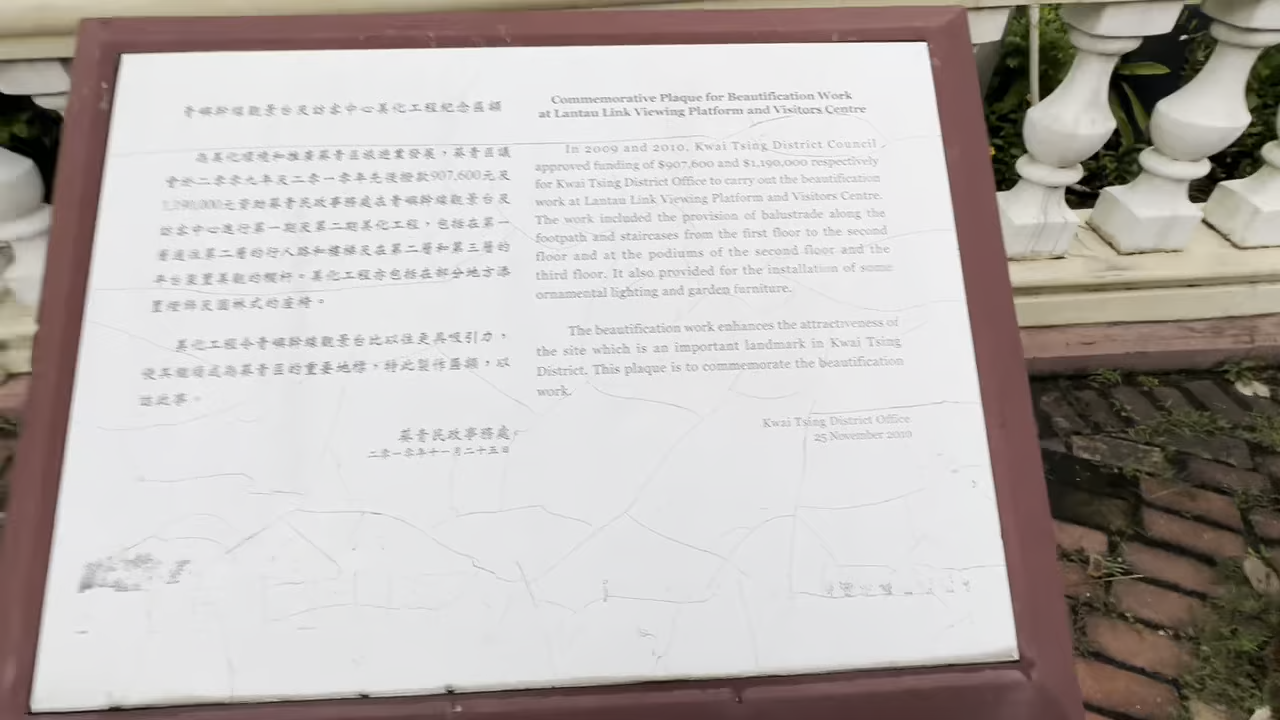 青嶼幹線觀景台及訪客中心美化工程紀念匾額
為美化環境和推廣葵青區旅遊業發展，葵青區議
會於二零零九年及二零一零年先後撥款907,600元及
1,190,000元資助葵青民政事務處在青嶼幹線觀景台及
訪客中心進行第一期及第二期美化工程，包括在第一
層通往第二層的行人路和樓梯及在第二層和第三層的
平台裝置美觀的欄杆。美化工程亦包括在部分地方添
置燈飾及園林式的座椅。
美化工程令青嶼幹線觀景台比以往更具吸引力，
使其繼續成為葵青區的重要地標，特此製作匾額，以
誌此事。
葵青民政事務處
二零一零年十一月二十五日
Commemorative Plaque for Beautification Work
at Lantau Link Viewing Platform and Visitors Centre
In 2009 and 2010, Kwai Tsing District Council
approved funding of $907,600 and $1,190,000 respectively
for Kwai Tsing District Office to carry out the beautification
work at Lantau Link Viewing Platform and Visitors Centre.
The work included the provision of balustrade along the
footpath and staircases from the first floor to the second
floor and at the podiums of the second floor and the
third floor. It also provided for the installation of some
ornamental lighting and garden furniture.
The beautification work enhances the attractiveness of
the site which is an important landmark in Kwai Tsing
District. This plaque is to commemorate the beautification
work.
Kwai Tsing District Office
25 November 2010